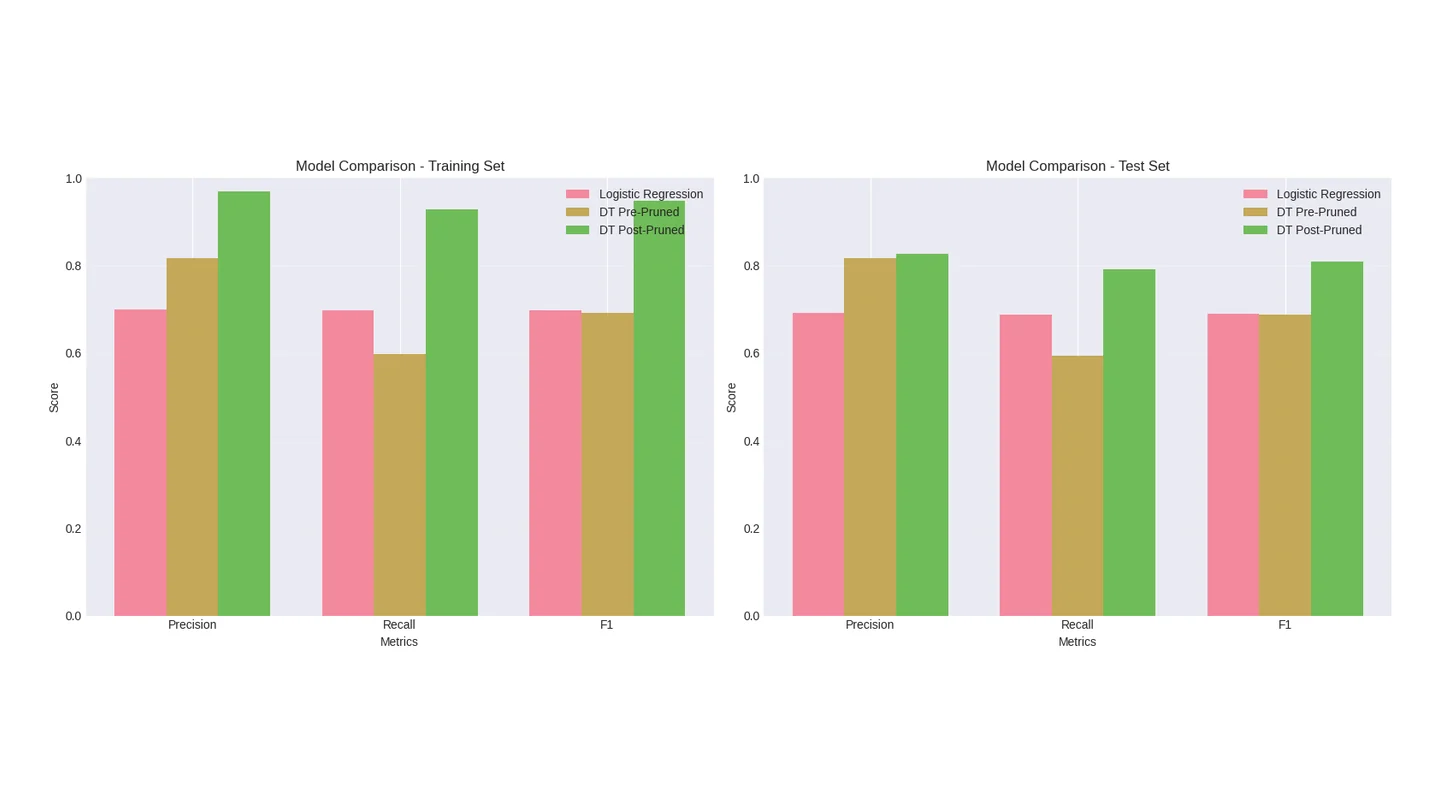 Model Comparison - Training Set
1.0
0.8
0.6
0.4
0.2
0.0
Score
Logistic Regression
DT Pre-Pruned
DT Post-Pruned
Precision Recall F1
Metrics
Model Comparison - Test Set
1.0
0.8
0.6
0.4
0.2
0.0
Score
Logistic Regression
DT Pre-Pruned
DT Post-Pruned
Precision Recall F1
Metrics